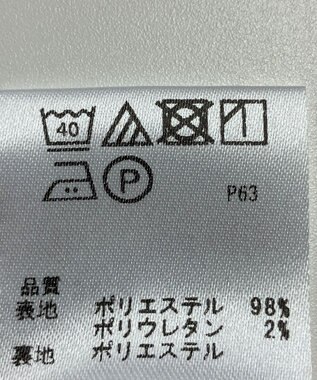 40
P P63
品質
表地 ポリエステル 98%
ポリウレタン 2%
裏地 ポリエステル